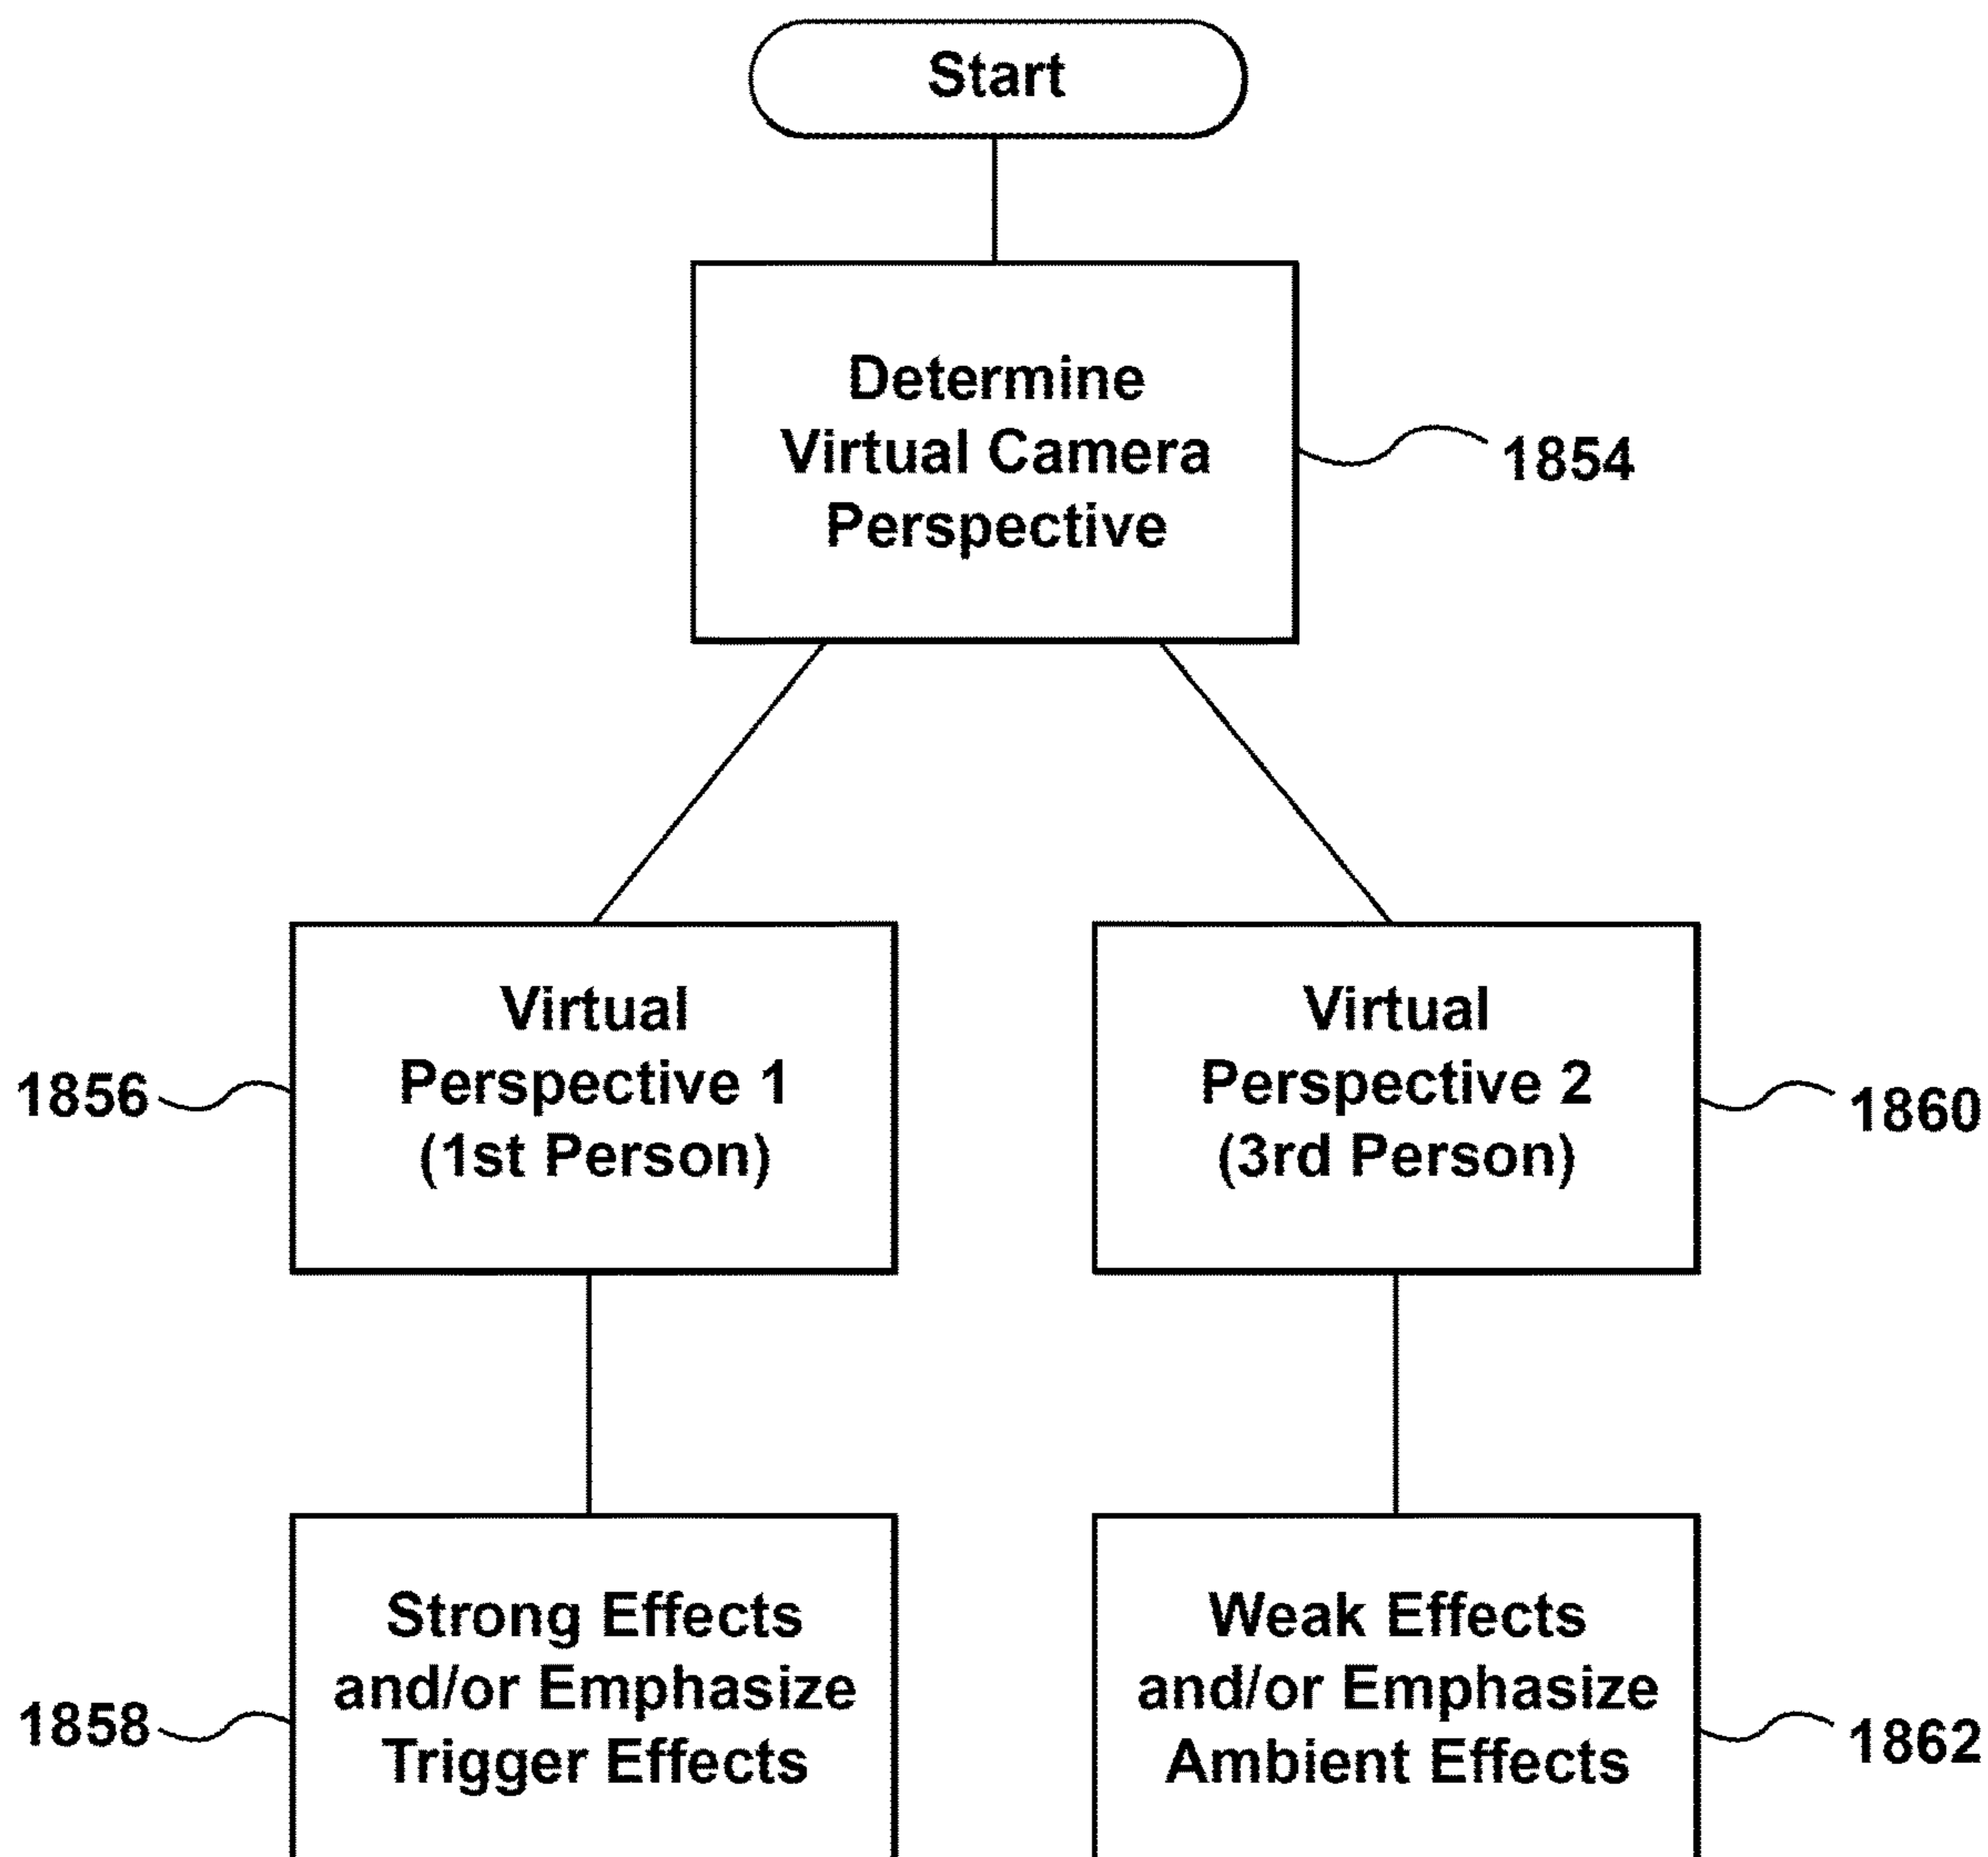 Start
Determine
Virtual Camera
Perspective
1854
Virtual
Perspective 1
(1st Person)
1856
Virtual
Perspective 2
(3rd Person)
1860
Strong Effects
and/or Emphasize
Trigger Effects
1858
Weak Effects
and/or Emphasize
Ambient Effects
1862